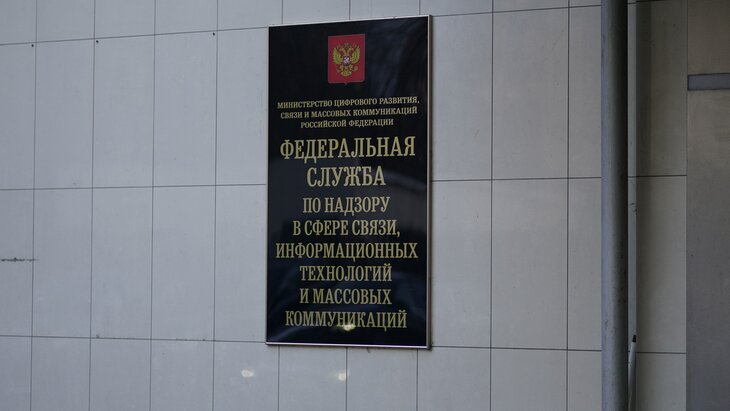 МИНИСТЕРСТВО ЦИФРОВОГО РАЗВИТИЯ,
СВЯЗИ И МАССОВЫХ КОММУНИКАЦИЙ
РОССИЙСКОЙ ФЕДЕРАЦИИ
ФЕДЕРАЛЬНАЯ
СЛУЖБА
ПО НАДЗОРУ
В СФЕРЕ СВЯЗИ,
ИНФОРМАЦИОННЫХ
ТЕХНОЛОГИЙ
И МАССОВЫХ
КОММУНИКАЦИЙ